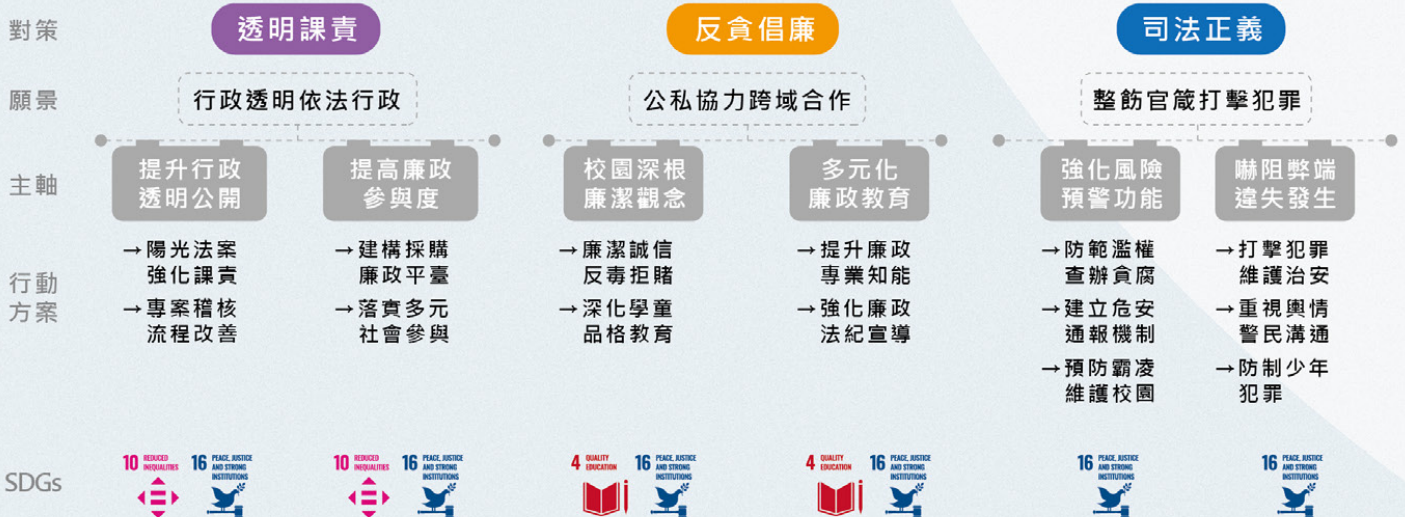 對策
透明課責
反貪倡廉
司法正義
願景
行政透明依法行政
公私協力跨域合作
整飭官箴打擊犯罪
主軸
提升行政
透明公開
提高廉政
參與度
校園深根
廉潔觀念
多元化
廉政教育
強化風險
預警功能
嚇阻弊端
違失發生
行動
方案
→陽光法案
強化課責
→專案稽核
流程改善
→建構採購
廉政平臺
→落實多元
社會參與
→廉潔誠信
反毒拒賭
→深化學童
品格教育
→提升廉政
專業知能
→強化廉政
法紀宣導
→防範濫權
查辦貪腐
→建立危安
通報機制
→預防霸凌
維護校園
→打擊犯罪
維護治安
→重視輿情
警民溝通
→防制少年
犯罪
SDGs
10 REDUCED
INEQUALITIES
16 PEACE, JUSTICE
AND STRONG
INSTITUTIONS
10 REDUCED
INEQUALITIES
16 PEACE, JUSTICE
AND STRONG
INSTITUTIONS
4 QUALITY
EDUCATION
16 PEACE, JUSTICE
AND STRONG
INSTITUTIONS
4 QUALITY
EDUCATION
16 PEACE, JUSTICE
AND STRONG
INSTITUTIONS
16 PEACE, JUSTICE
AND STRONG
INSTITUTIONS
16 PEACE, JUSTICE
AND STRONG
INSTITUTIONS